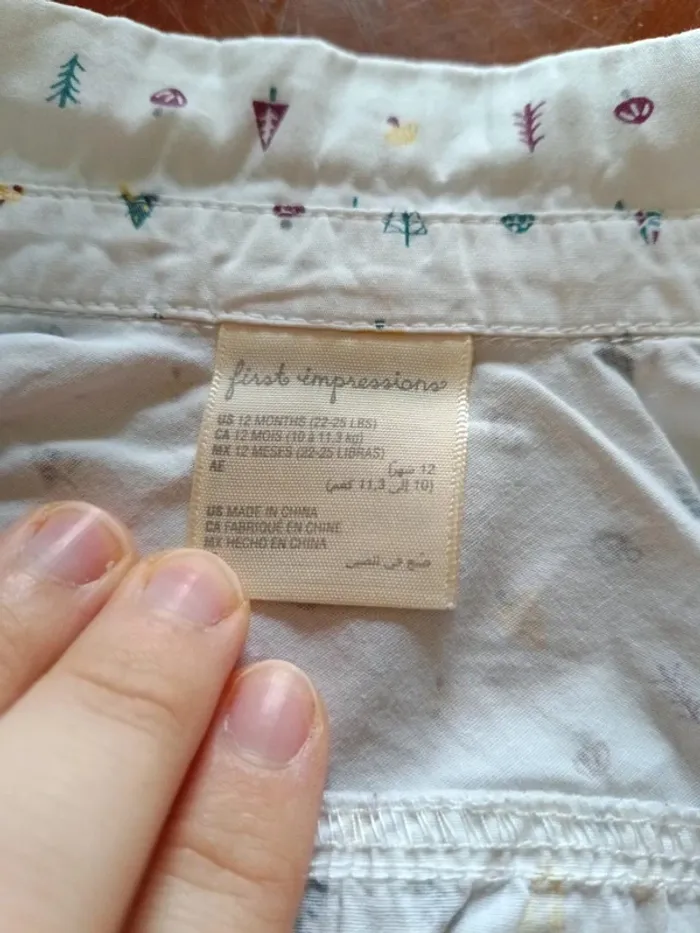 first impressions
US 12 MONTHS (22-25 LBS)
CA 12 MOIS (10 à 11,3 kg)
MX 12 MESES (22-25 LIBRAS)
AE 12 شهرًا
(10 إلى 11,3 كغم)
US MADE IN CHINA
CA FABRIQUÉ EN CHINE
MX HECHO EN CHINA
صنع في الصين